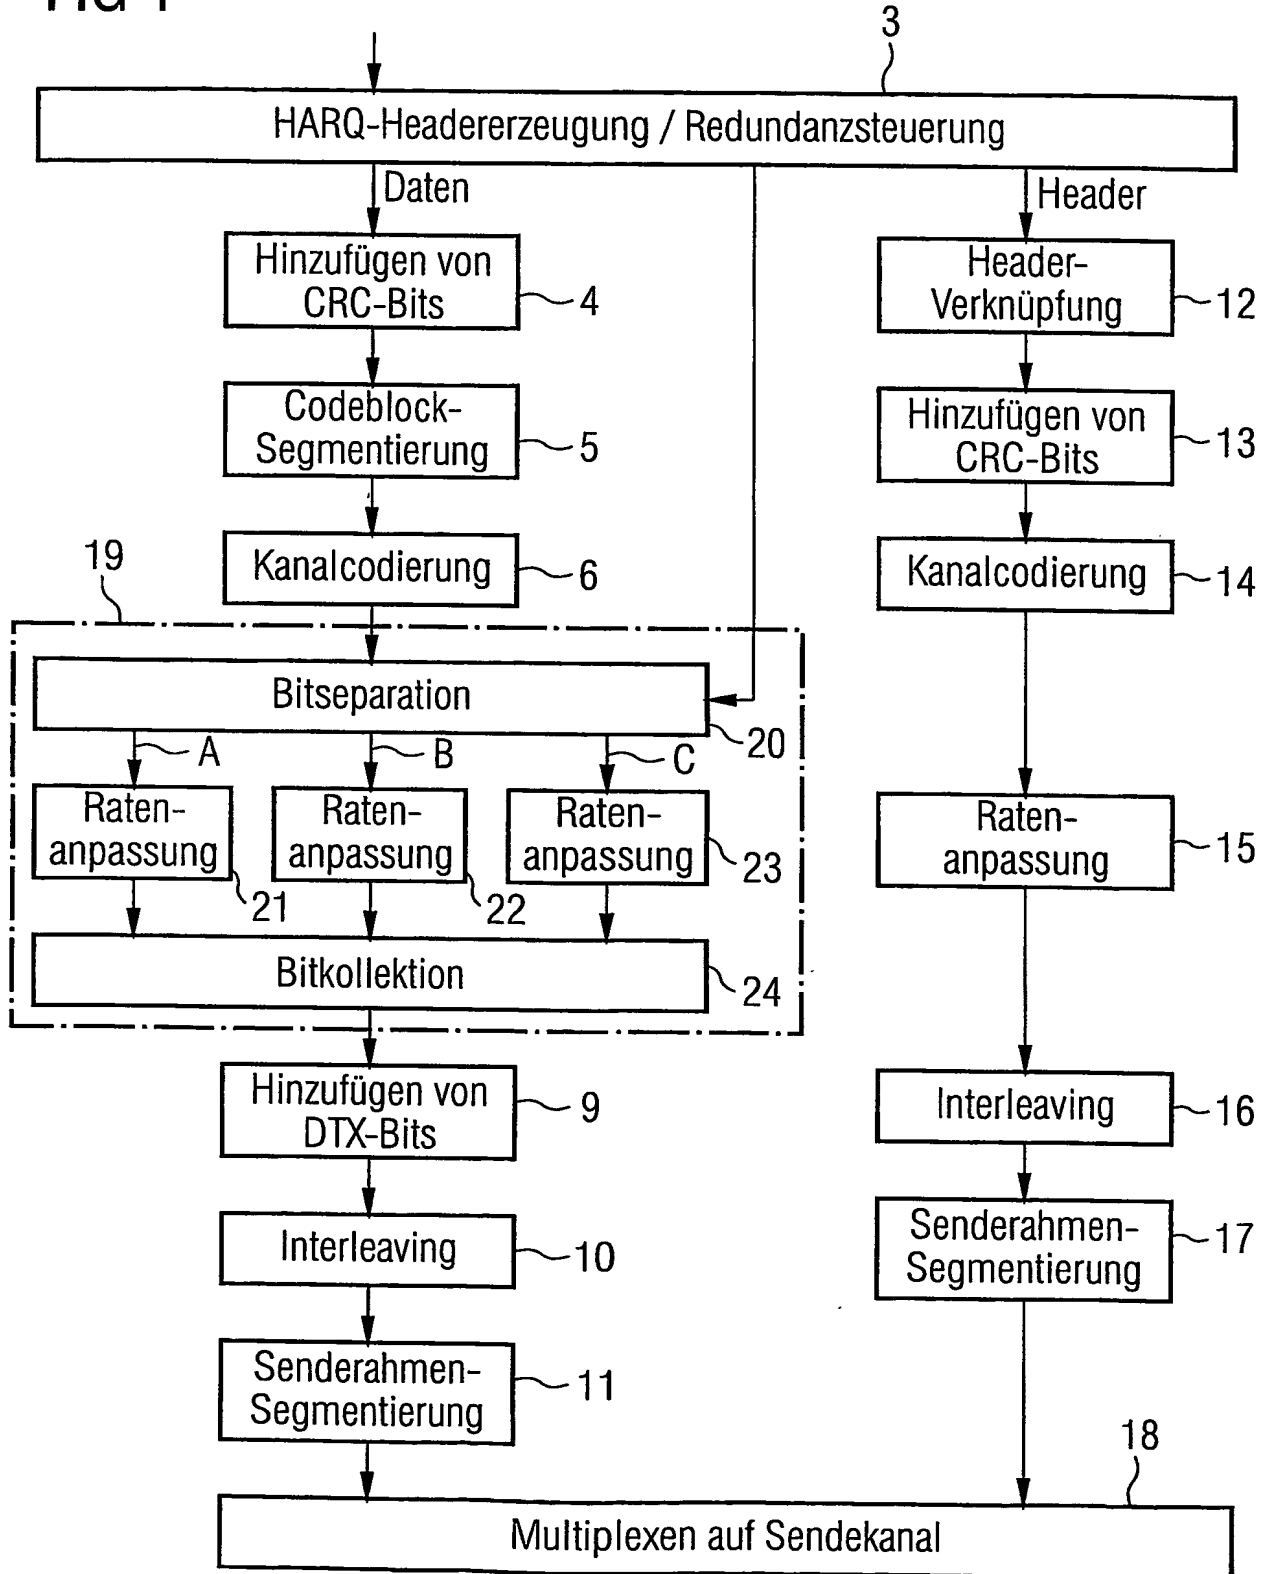 3
HARQ-Headererzeugung / Redundanzsteuerung
Daten
Header
Hinzufügen von
CRC-Bits
4
Header-
Verknüpfung
12
Codeblock-
Segmentierung
5
Hinzufügen von
CRC-Bits
13
19
Kanalcodierung
6
Kanalcodierung
14
Bitseparation
20
A
B
C
Raten-
anpassung
21
Raten-
anpassung
22
Raten-
anpassung
23
Raten-
anpassung
15
Bitkollektion
24
Hinzufügen von
DTX-Bits
9
Interleaving
16
Interleaving
10
Senderahmen-
Segmentierung
17
Senderahmen-
Segmentierung
11
18
Multiplexen auf Sendekanal